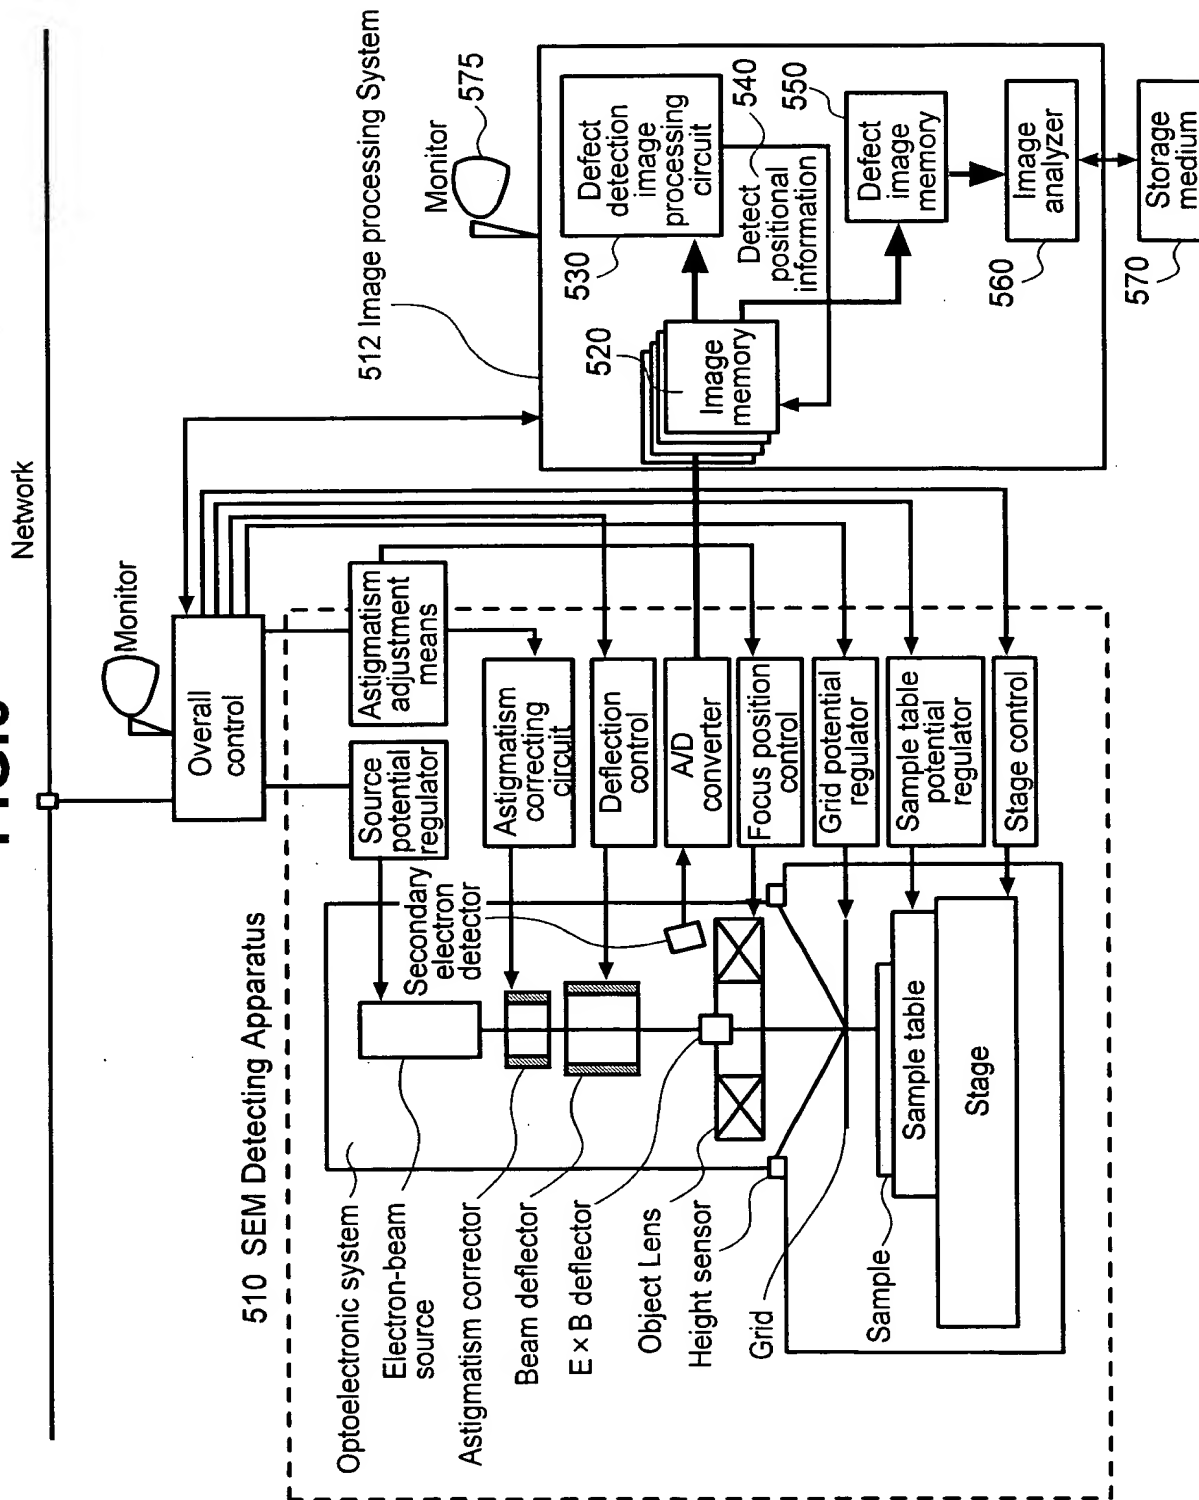 Network
Monitor
Overall
control
510 SEM Detecting Apparatus
Optoelectronic system
Electron-beam
source
Astigmatism corrector
Beam deflector
E × B deflector
Object Lens
Height sensor
Grid
Sample
Source
potential
regulator
Astigmatism
adjustment
means
Secondary
electron
detector
Astigmatism
correcting
circuit
Deflection
control
A/D
converter
Focus position
control
Grid potential
regulator
Sample table
potential
regulator
Stage control
Sample table
Stage
512 Image processing System
Monitor
575
520
Image
memory
530
Defect
detection
image
processing
circuit
Detect
positional
information
540
550
Defect
image
memory
560
Image
analyzer
570
Storage
medium